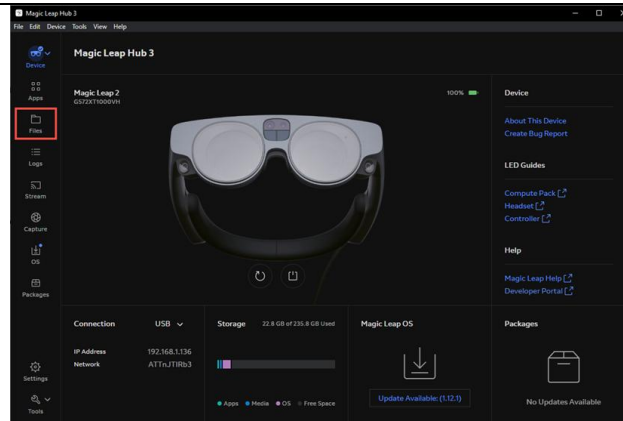 Magic Leap Hub 3
File Edit Device Tools View Help
Device
Magic Leap Hub 3
Apps
Files
Logs
Stream
Capture
OS
Packages
Settings
Tools
Magic Leap 2
G572XT1000VH
100%
Device
About This Device
Create Bug Report
LED Guides
Compute Pack
Headset
Controller
Help
Magic Leap Help
Developer Portal
Connection
USB
IP Address 192.168.1.136
Network ATTnJTIRb3
Storage 22.8 GB of 235.8 GB Used
Apps Media OS Free Space
Magic Leap OS
Update Available: (1.12.1)
Packages
No Updates Available